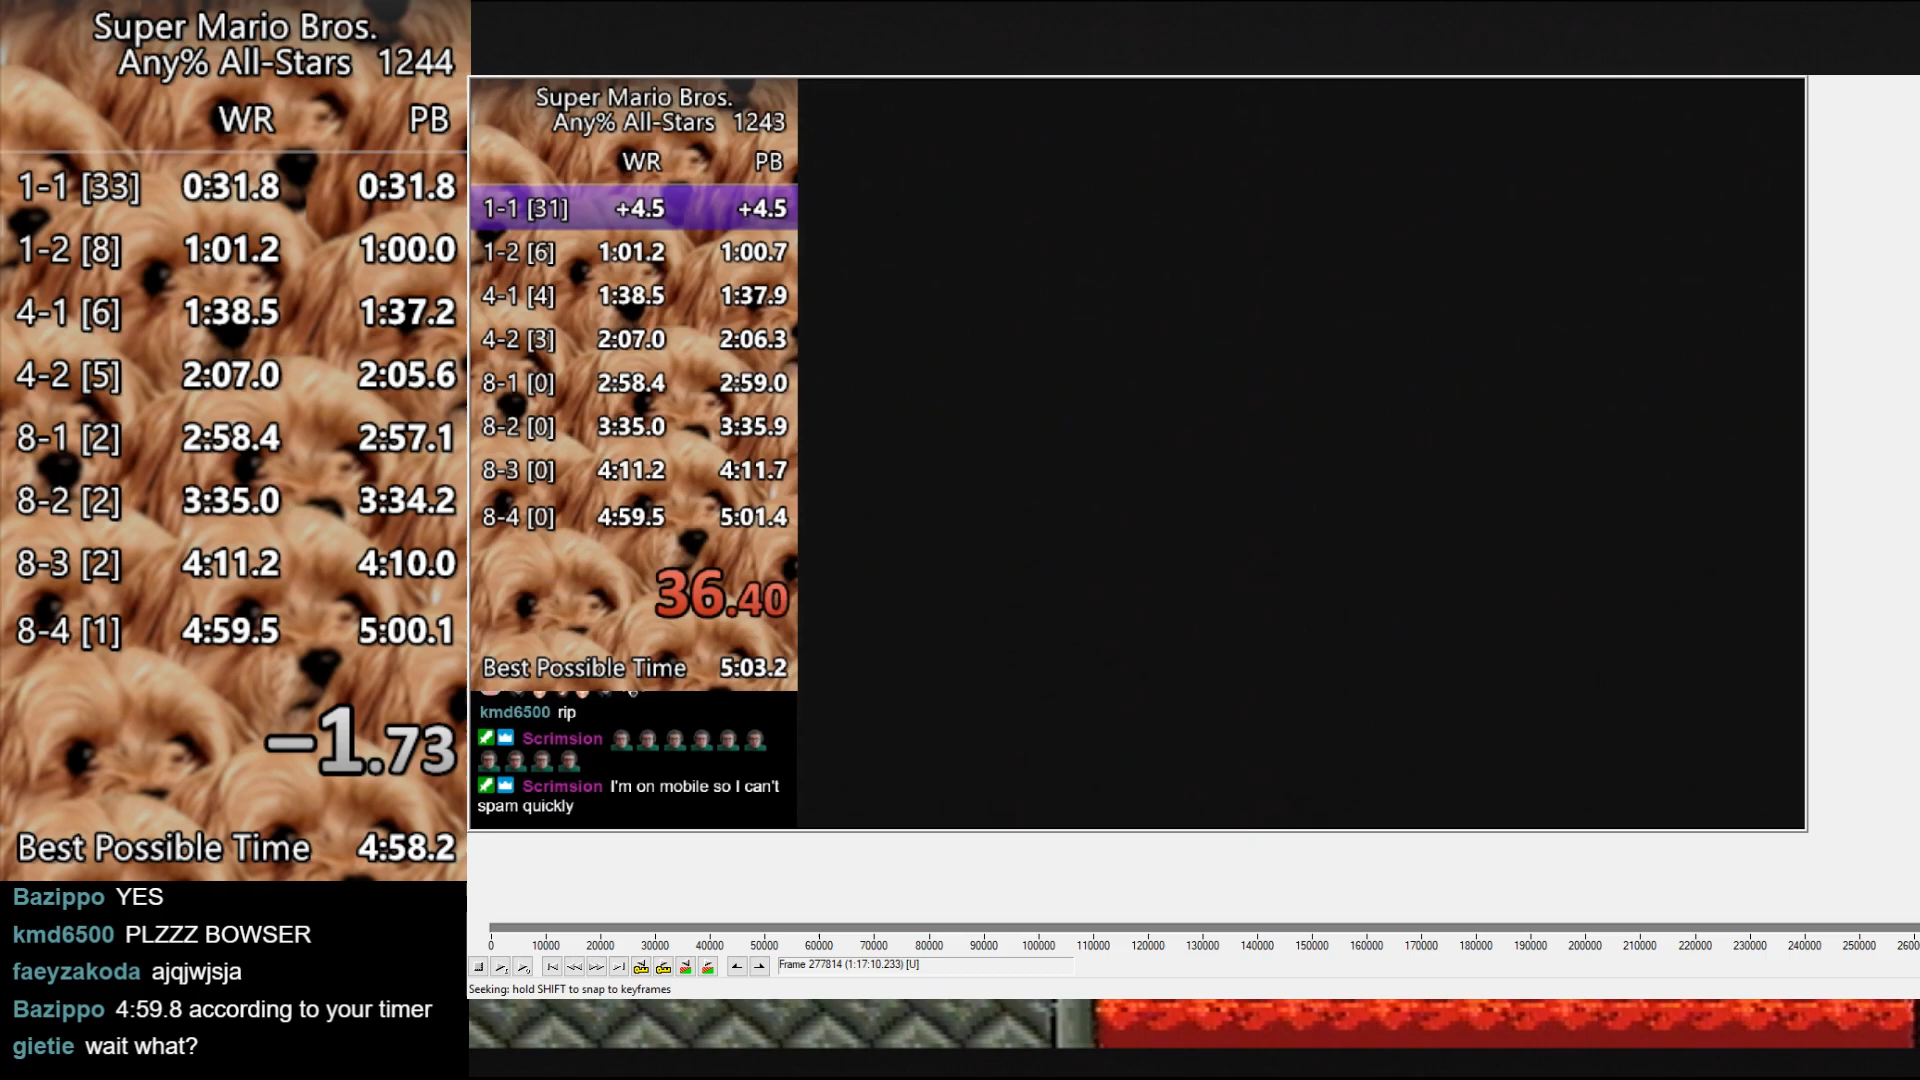 Super Mario Bros.
Any% All-Stars 1244
WR PB
1-1 [33] 0:31.8 0:31.8
1-2 [8] 1:01.2 1:00.0
4-1 [6] 1:38.5 1:37.2
4-2 [5] 2:07.0 2:05.6
8-1 [2] 2:58.4 2:57.1
8-2 [2] 3:35.0 3:34.2
8-3 [2] 4:11.2 4:10.0
8-4 [1] 4:59.5 5:00.1
−1.73
Best Possible Time 4:58.2
Bazippo YES
kmd6500 PLZZZ BOWSER
faeyzakoda ajqjwjsja
Bazippo 4:59.8 according to your timer
gietie wait what?
Super Mario Bros.
Any% All-Stars 1243
WR PB
1-1 [31] +4.5 +4.5
1-2 [6] 1:01.2 1:00.7
4-1 [4] 1:38.5 1:37.9
4-2 [3] 2:07.0 2:06.3
8-1 [0] 2:58.4 2:59.0
8-2 [0] 3:35.0 3:35.9
8-3 [0] 4:11.2 4:11.7
8-4 [0] 4:59.5 5:01.4
36.40
Best Possible Time 5:03.2
kmd6500 rip
Scrimsion
Scrimsion I'm on mobile so I can't
spam quickly
0 10000 20000 30000 40000 50000 60000 70000 80000 90000 100000 110000 120000 130000 140000 150000 160000 170000 180000 190000 200000 210000 220000 230000 240000 250000 2600
Frame 277814 (1:17:10.233) [U]
Seeking: hold SHIFT to snap to keyframes